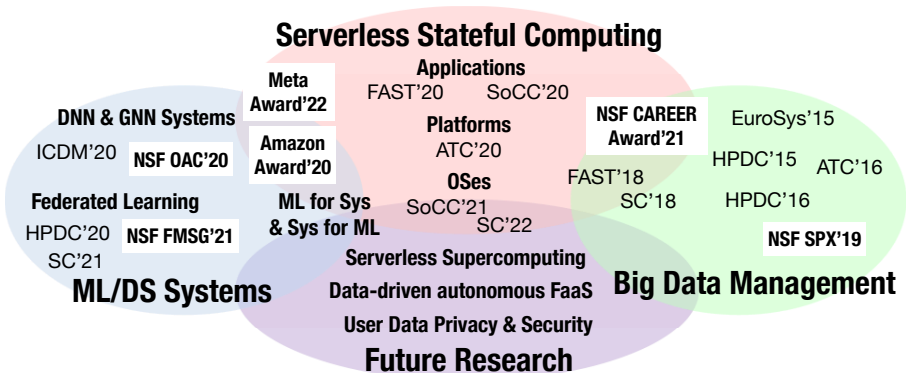 Serverless Stateful Computing
Applications
FAST'20 SoCC'20
Platforms
ATC'20
OSes
SoCC'21
SC'22
Meta
Award'22
Amazon
Award'20
NSF CAREER
Award'21
DNN & GNN Systems
ICDM'20
NSF OAC'20
Federated Learning
HPDC'20
NSF FMSG'21
SC'21
ML/DS Systems
ML for Sys
& Sys for ML
FAST'18
SC'18
EuroSys'15
HPDC'15
ATC'16
HPDC'16
NSF SPX'19
Big Data Management
Serverless Supercomputing
Data-driven autonomous FaaS
User Data Privacy & Security
Future Research